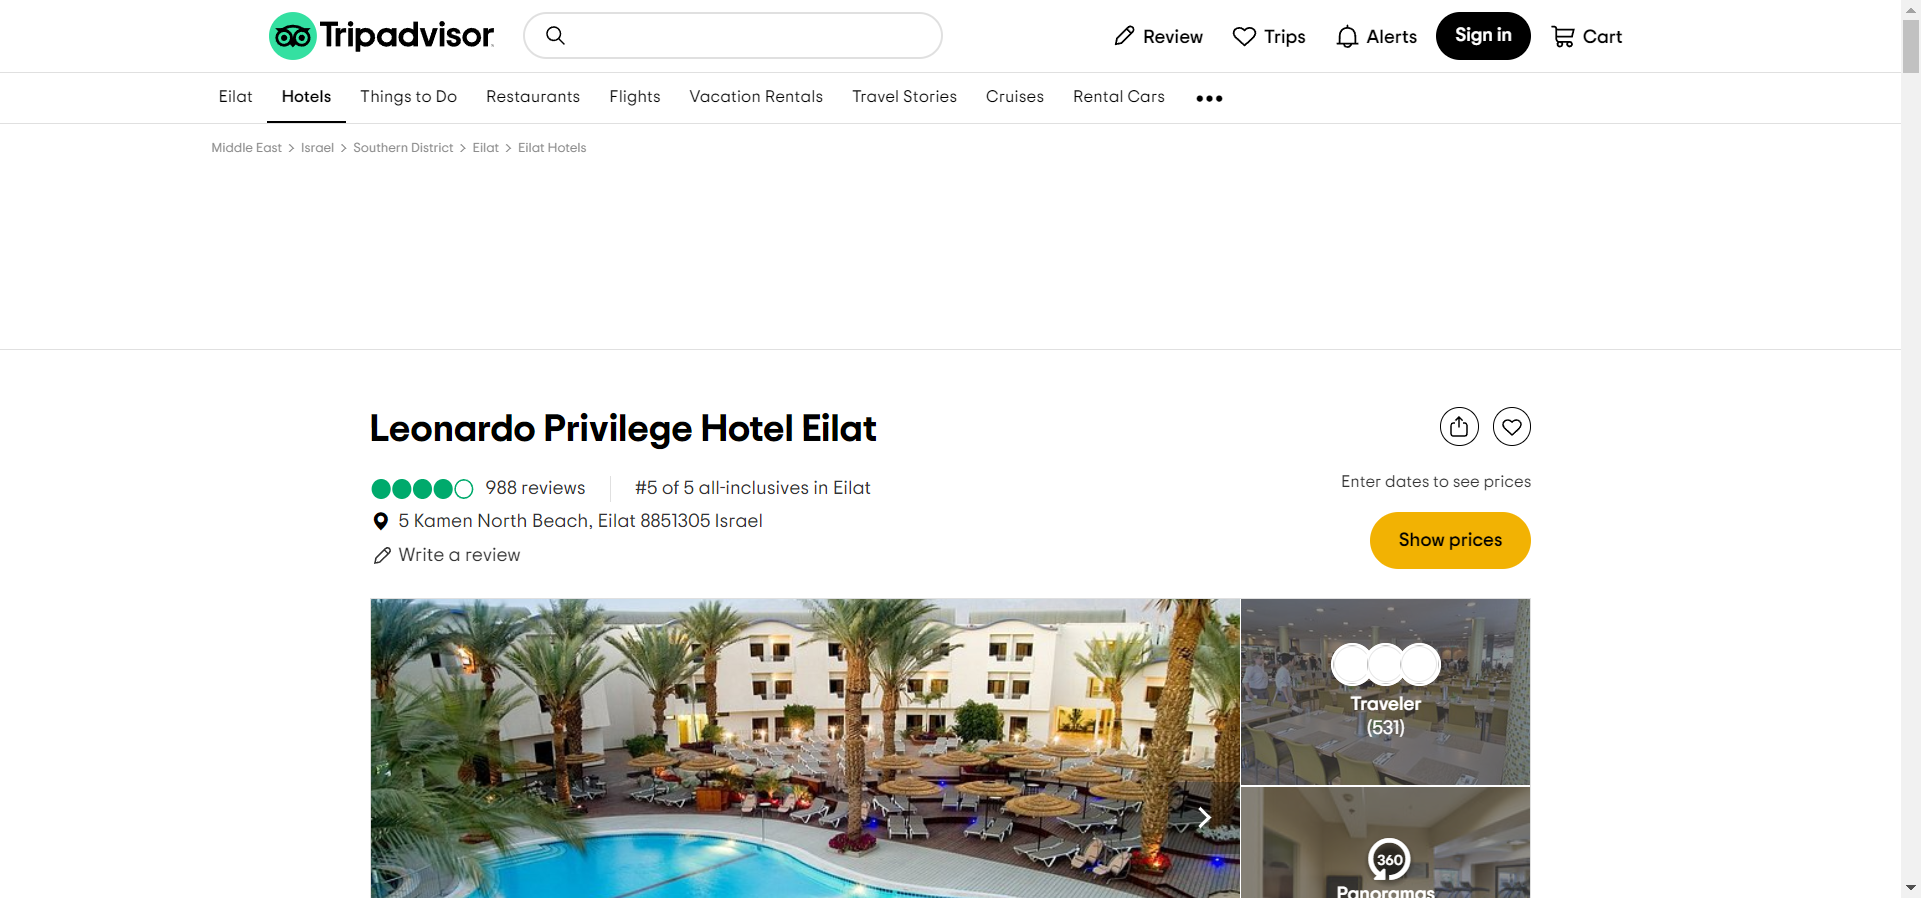 Tripadvisor
Review
Trips
Alerts
Sign in
Cart
Eilat
Hotels
Things to Do
Restaurants
Flights
Vacation Rentals
Travel Stories
Cruises
Rental Cars
Middle East > Israel > Southern District > Eilat > Eilat Hotels
Leonardo Privilege Hotel Eilat
988 reviews
#5 of 5 all-inclusives in Eilat
Enter dates to see prices
5 Kamen North Beach, Eilat 8851305 Israel
Show prices
Write a review
Traveler
(531)
360
Panoramas